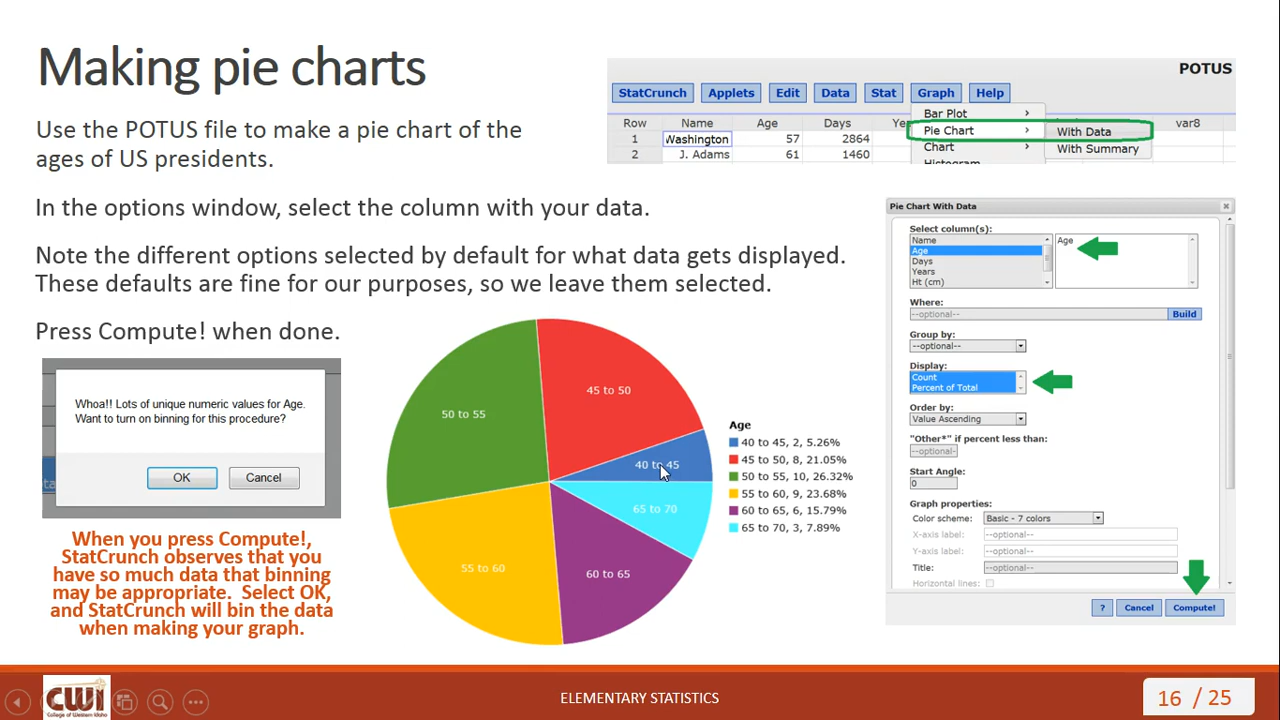 Making pie charts
Use the POTUS file to make a pie chart of the
ages of US presidents.
In the options window, select the column with your data.
Note the different options selected by default for what data gets displayed.
These defaults are fine for our purposes, so we leave them selected.
Press Compute! when done.
POTUS
StatCrunch Applets Edit Data Stat Graph Help
Row Name Age Days var8
1 Washington 57 2864
2 J. Adams 61 1460
Bar Plot
Pie Chart
Chart
Histogram
With Data
With Summary
Whoa!! Lots of unique numeric values for Age.
Want to turn on binning for this procedure?
OK Cancel
When you press Compute!,
StatCrunch observes that you
have so much data that binning
may be appropriate. Select OK,
and StatCrunch will bin the data
when making your graph.
45 to 50
50 to 55
40 to 45
65 to 70
55 to 60
60 to 65
Age
40 to 45, 2, 5.26%
45 to 50, 8, 21.05%
50 to 55, 10, 26.32%
55 to 60, 9, 23.68%
60 to 65, 6, 15.79%
65 to 70, 3, 7.89%
Pie Chart With Data
Select column(s):
Name
Age
Days
Years
Ht (cm)
Age
Where:
--optional-- Build
Group by:
--optional--
Display:
Count
Percent of Total
Order by:
Value Ascending
"Other*" if percent less than:
--optional--
Start Angle:
0
Graph properties:
Color scheme: Basic - 7 colors
X-axis label: --optional--
Y-axis label: --optional--
Title: --optional--
Horizontal lines:
? Cancel Compute!
CWI
College of Western Idaho
ELEMENTARY STATISTICS
16 / 25